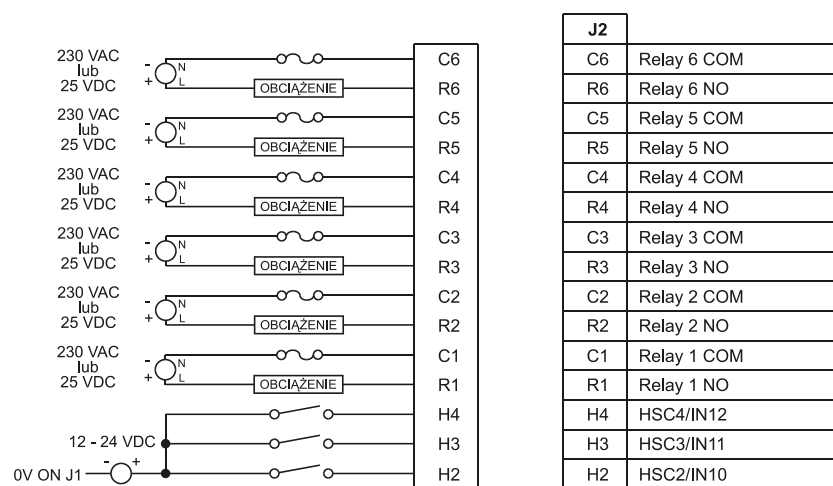 230 VAC
lub
25 VDC
- N
+ L
OBCIĄŻENIE
C6
R6
230 VAC
lub
25 VDC
- N
+ L
OBCIĄŻENIE
C5
R5
230 VAC
lub
25 VDC
- N
+ L
OBCIĄŻENIE
C4
R4
230 VAC
lub
25 VDC
- N
+ L
OBCIĄŻENIE
C3
R3
230 VAC
lub
25 VDC
- N
+ L
OBCIĄŻENIE
C2
R2
230 VAC
lub
25 VDC
- N
+ L
OBCIĄŻENIE
C1
R1
H4
12 - 24 VDC
H3
0V ON J1 - +
H2
J2
C6 Relay 6 COM
R6 Relay 6 NO
C5 Relay 5 COM
R5 Relay 5 NO
C4 Relay 4 COM
R4 Relay 4 NO
C3 Relay 3 COM
R3 Relay 3 NO
C2 Relay 2 COM
R2 Relay 2 NO
C1 Relay 1 COM
R1 Relay 1 NO
H4 HSC4/IN12
H3 HSC3/IN11
H2 HSC2/IN10